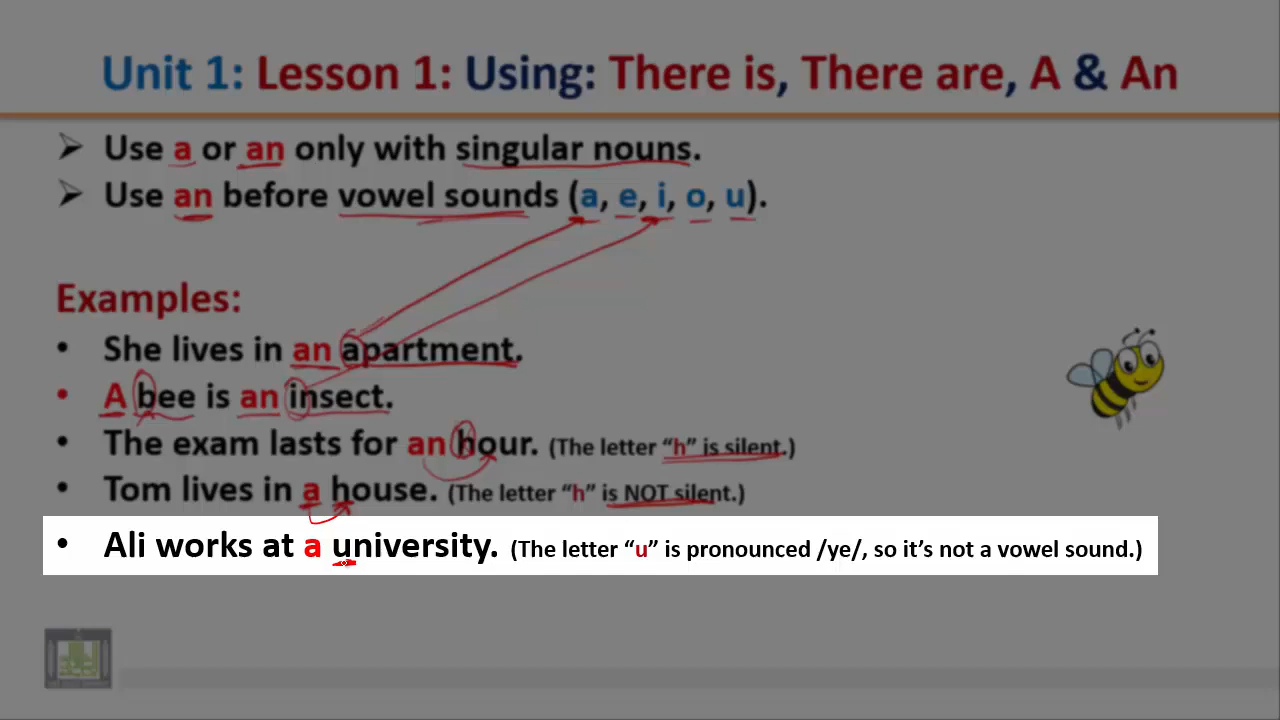 Unit 1: Lesson 1: Using: There is, There are, A & An
Use a or an only with singular nouns.
Use an before vowel sounds (a, e, i, o, u).
Examples:
• She lives in an apartment.
• A bee is an insect.
• The exam lasts for an hour. (The letter “h” is silent.)
• Tom lives in a house. (The letter “h” is NOT silent.)
• Ali works at a university. (The letter “u” is pronounced /ye/, so it’s not a vowel sound.)